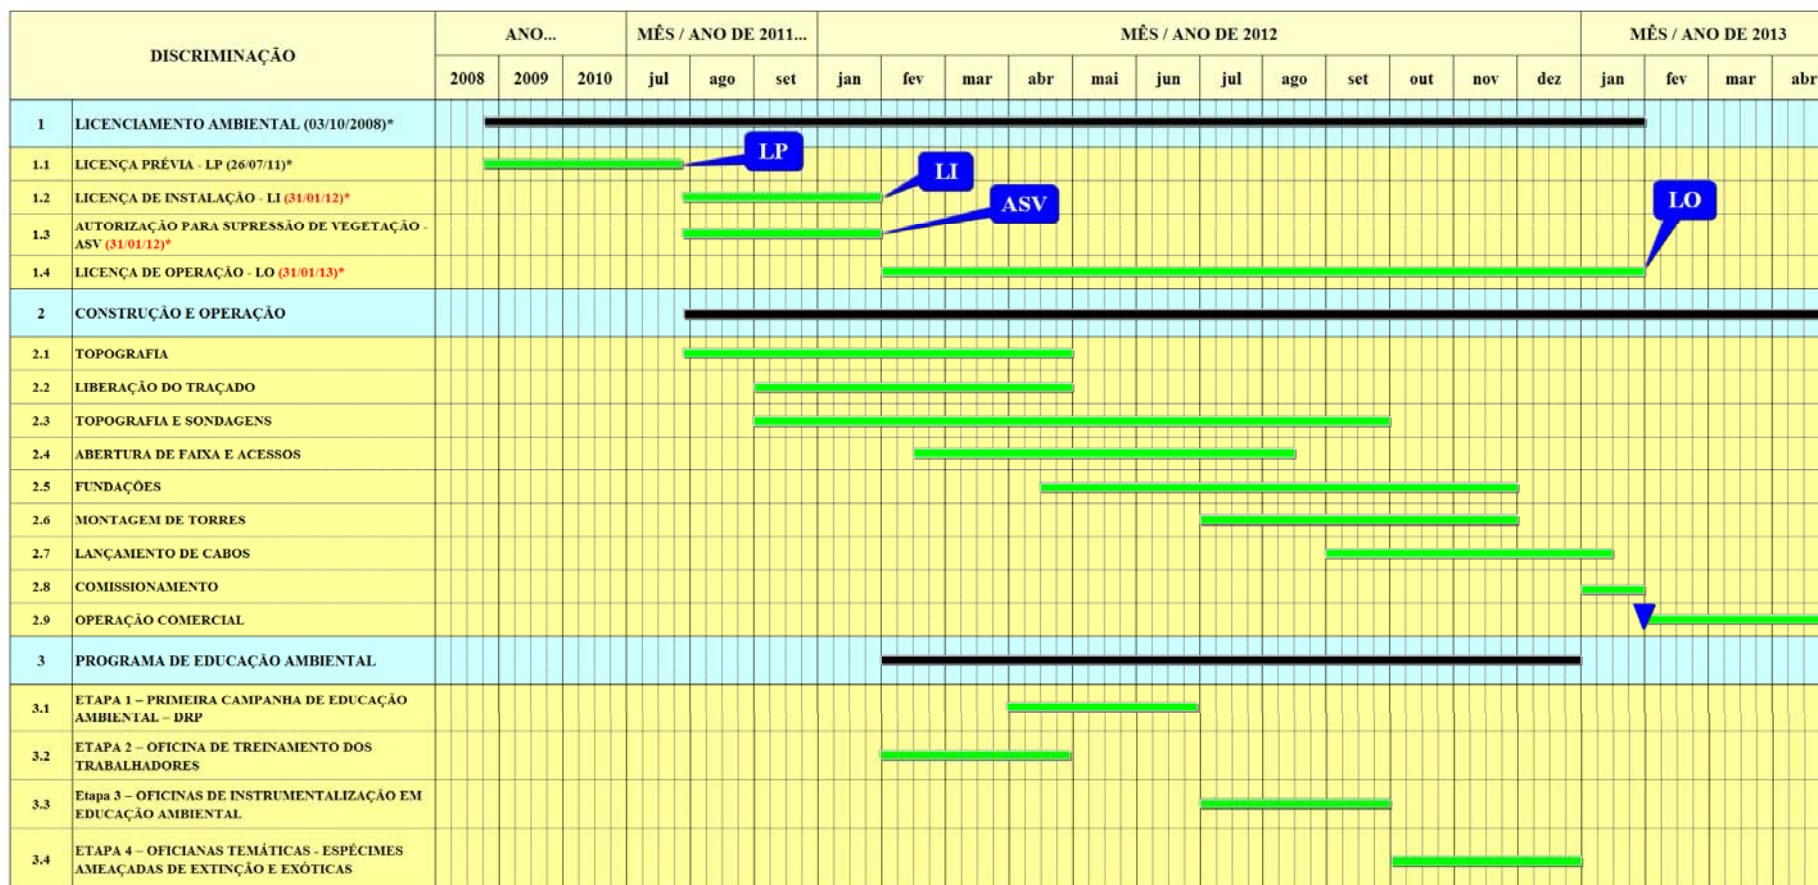 DISCRIMINAÇÃO
ANO...
MÊS / ANO DE 2011...
MÊS / ANO DE 2012
MÊS / ANO DE 2013
2008 2009 2010 jul ago set jan fev mar abr mai jun jul ago set out nov dez jan fev mar abr
1 LICENCIAMENTO AMBIENTAL (03/10/2008)*
1.1 LICENÇA PRÉVIA - LP (26/07/11)*
LP
1.2 LICENÇA DE INSTALAÇÃO - LI (31/01/12)*
LI
1.3 AUTORIZAÇÃO PARA SUPRESSÃO DE VEGETAÇÃO -
ASV (31/01/12)*
ASV
1.4 LICENÇA DE OPERAÇÃO - LO (31/01/13)*
LO
2 CONSTRUÇÃO E OPERAÇÃO
2.1 TOPOGRAFIA
2.2 LIBERAÇÃO DO TRAÇADO
2.3 TOPOGRAFIA E SONDAGENS
2.4 ABERTURA DE FAIXA E ACESSOS
2.5 FUNDAÇÕES
2.6 MONTAGEM DE TORRES
2.7 LANÇAMENTO DE CABOS
2.8 COMISSIONAMENTO
2.9 OPERAÇÃO COMERCIAL
3 PROGRAMA DE EDUCAÇÃO AMBIENTAL
3.1 ETAPA 1 – PRIMEIRA CAMPANHA DE EDUCAÇÃO
AMBIENTAL – DRP
3.2 ETAPA 2 – OFICINA DE TREINAMENTO DOS
TRABALHADORES
3.3 Etapa 3 – OFICINAS DE INSTRUMENTALIZAÇÃO EM
EDUCAÇÃO AMBIENTAL
3.4 ETAPA 4 – OFICIANAS TEMÁTICAS - ESPÉCIMES
AMEAÇADAS DE EXTINÇÃO E EXÓTICAS